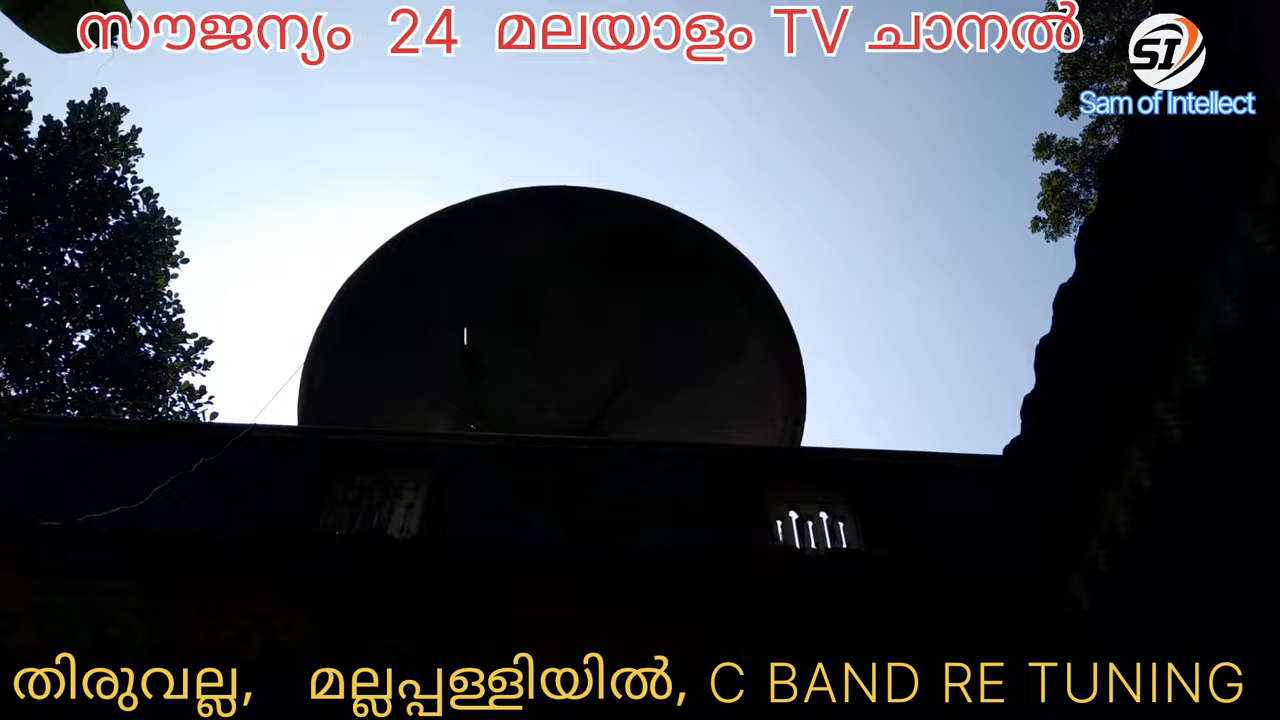 സൗജന്യം 24 മലയാളം TV ചാനൽ
SI
Sam of Intellect
തിരുവല്ല, മല്ലപ്പള്ളിയിൽ, C BAND RE TUNING